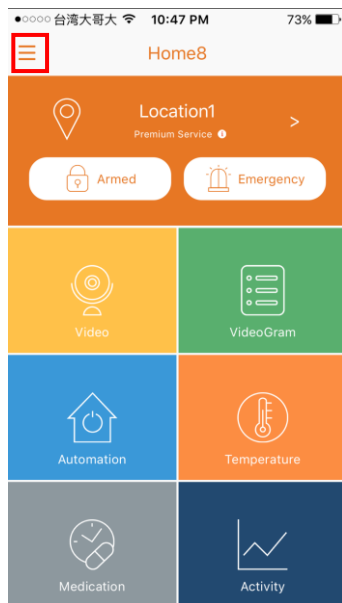 台湾大哥大 10:47 PM 73%
Home8
Location1
Premium Service
>
Armed Emergency
Video VideoGram
Automation Temperature
Medication Activity